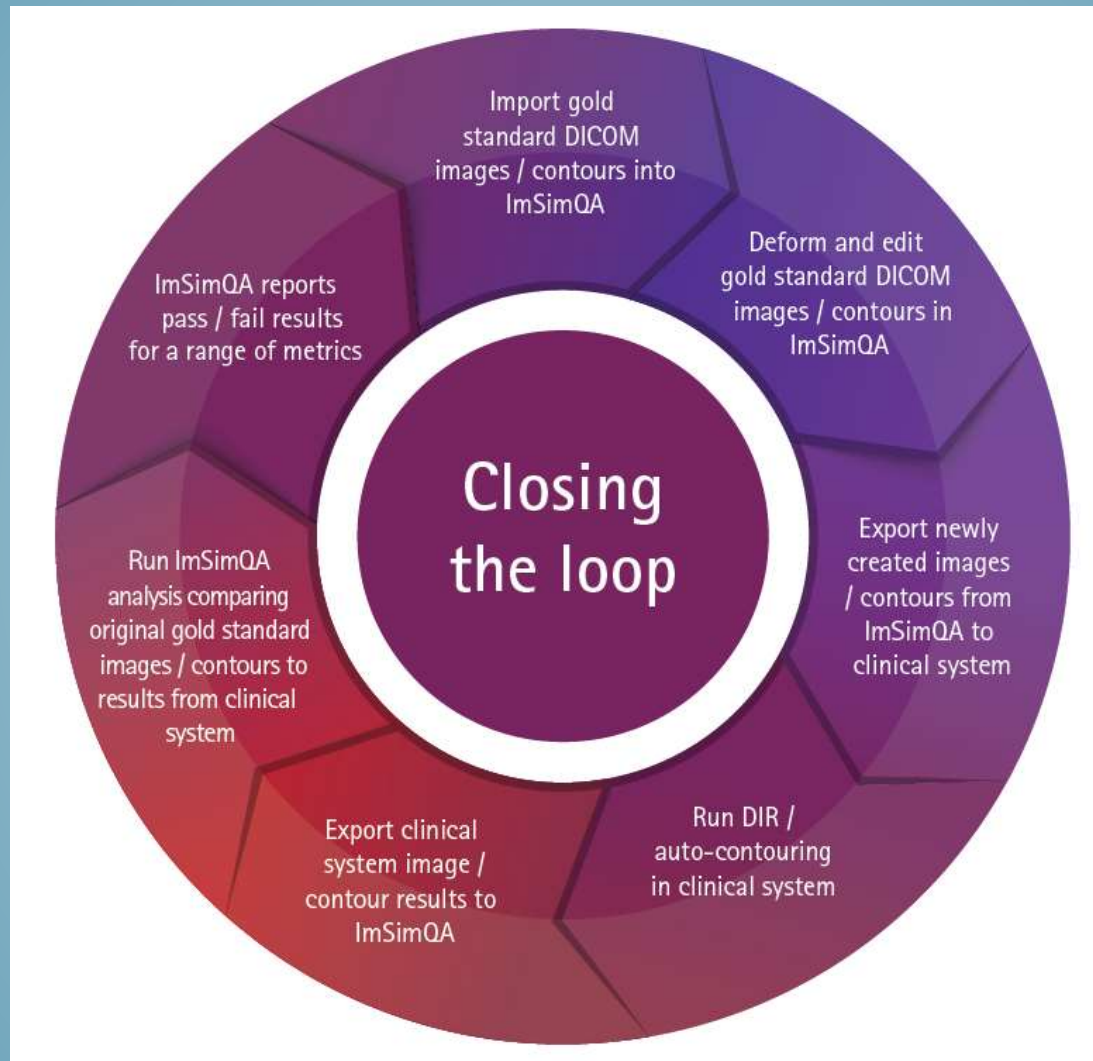 Import gold
standard DICOM
images / contours into
ImSimQA
Deform and edit
gold standard DICOM
images / contours in
ImSimQA
Export newly
created images
/ contours from
ImSimQA to
clinical system
Run DIR /
auto-contouring
in clinical system
Export clinical
system image /
contour results to
ImSimQA
Run ImSimQA
analysis comparing
original gold standard
images / contours to
results from clinical
system
ImSimQA reports
pass / fail results
for a range of metrics
Closing
the loop